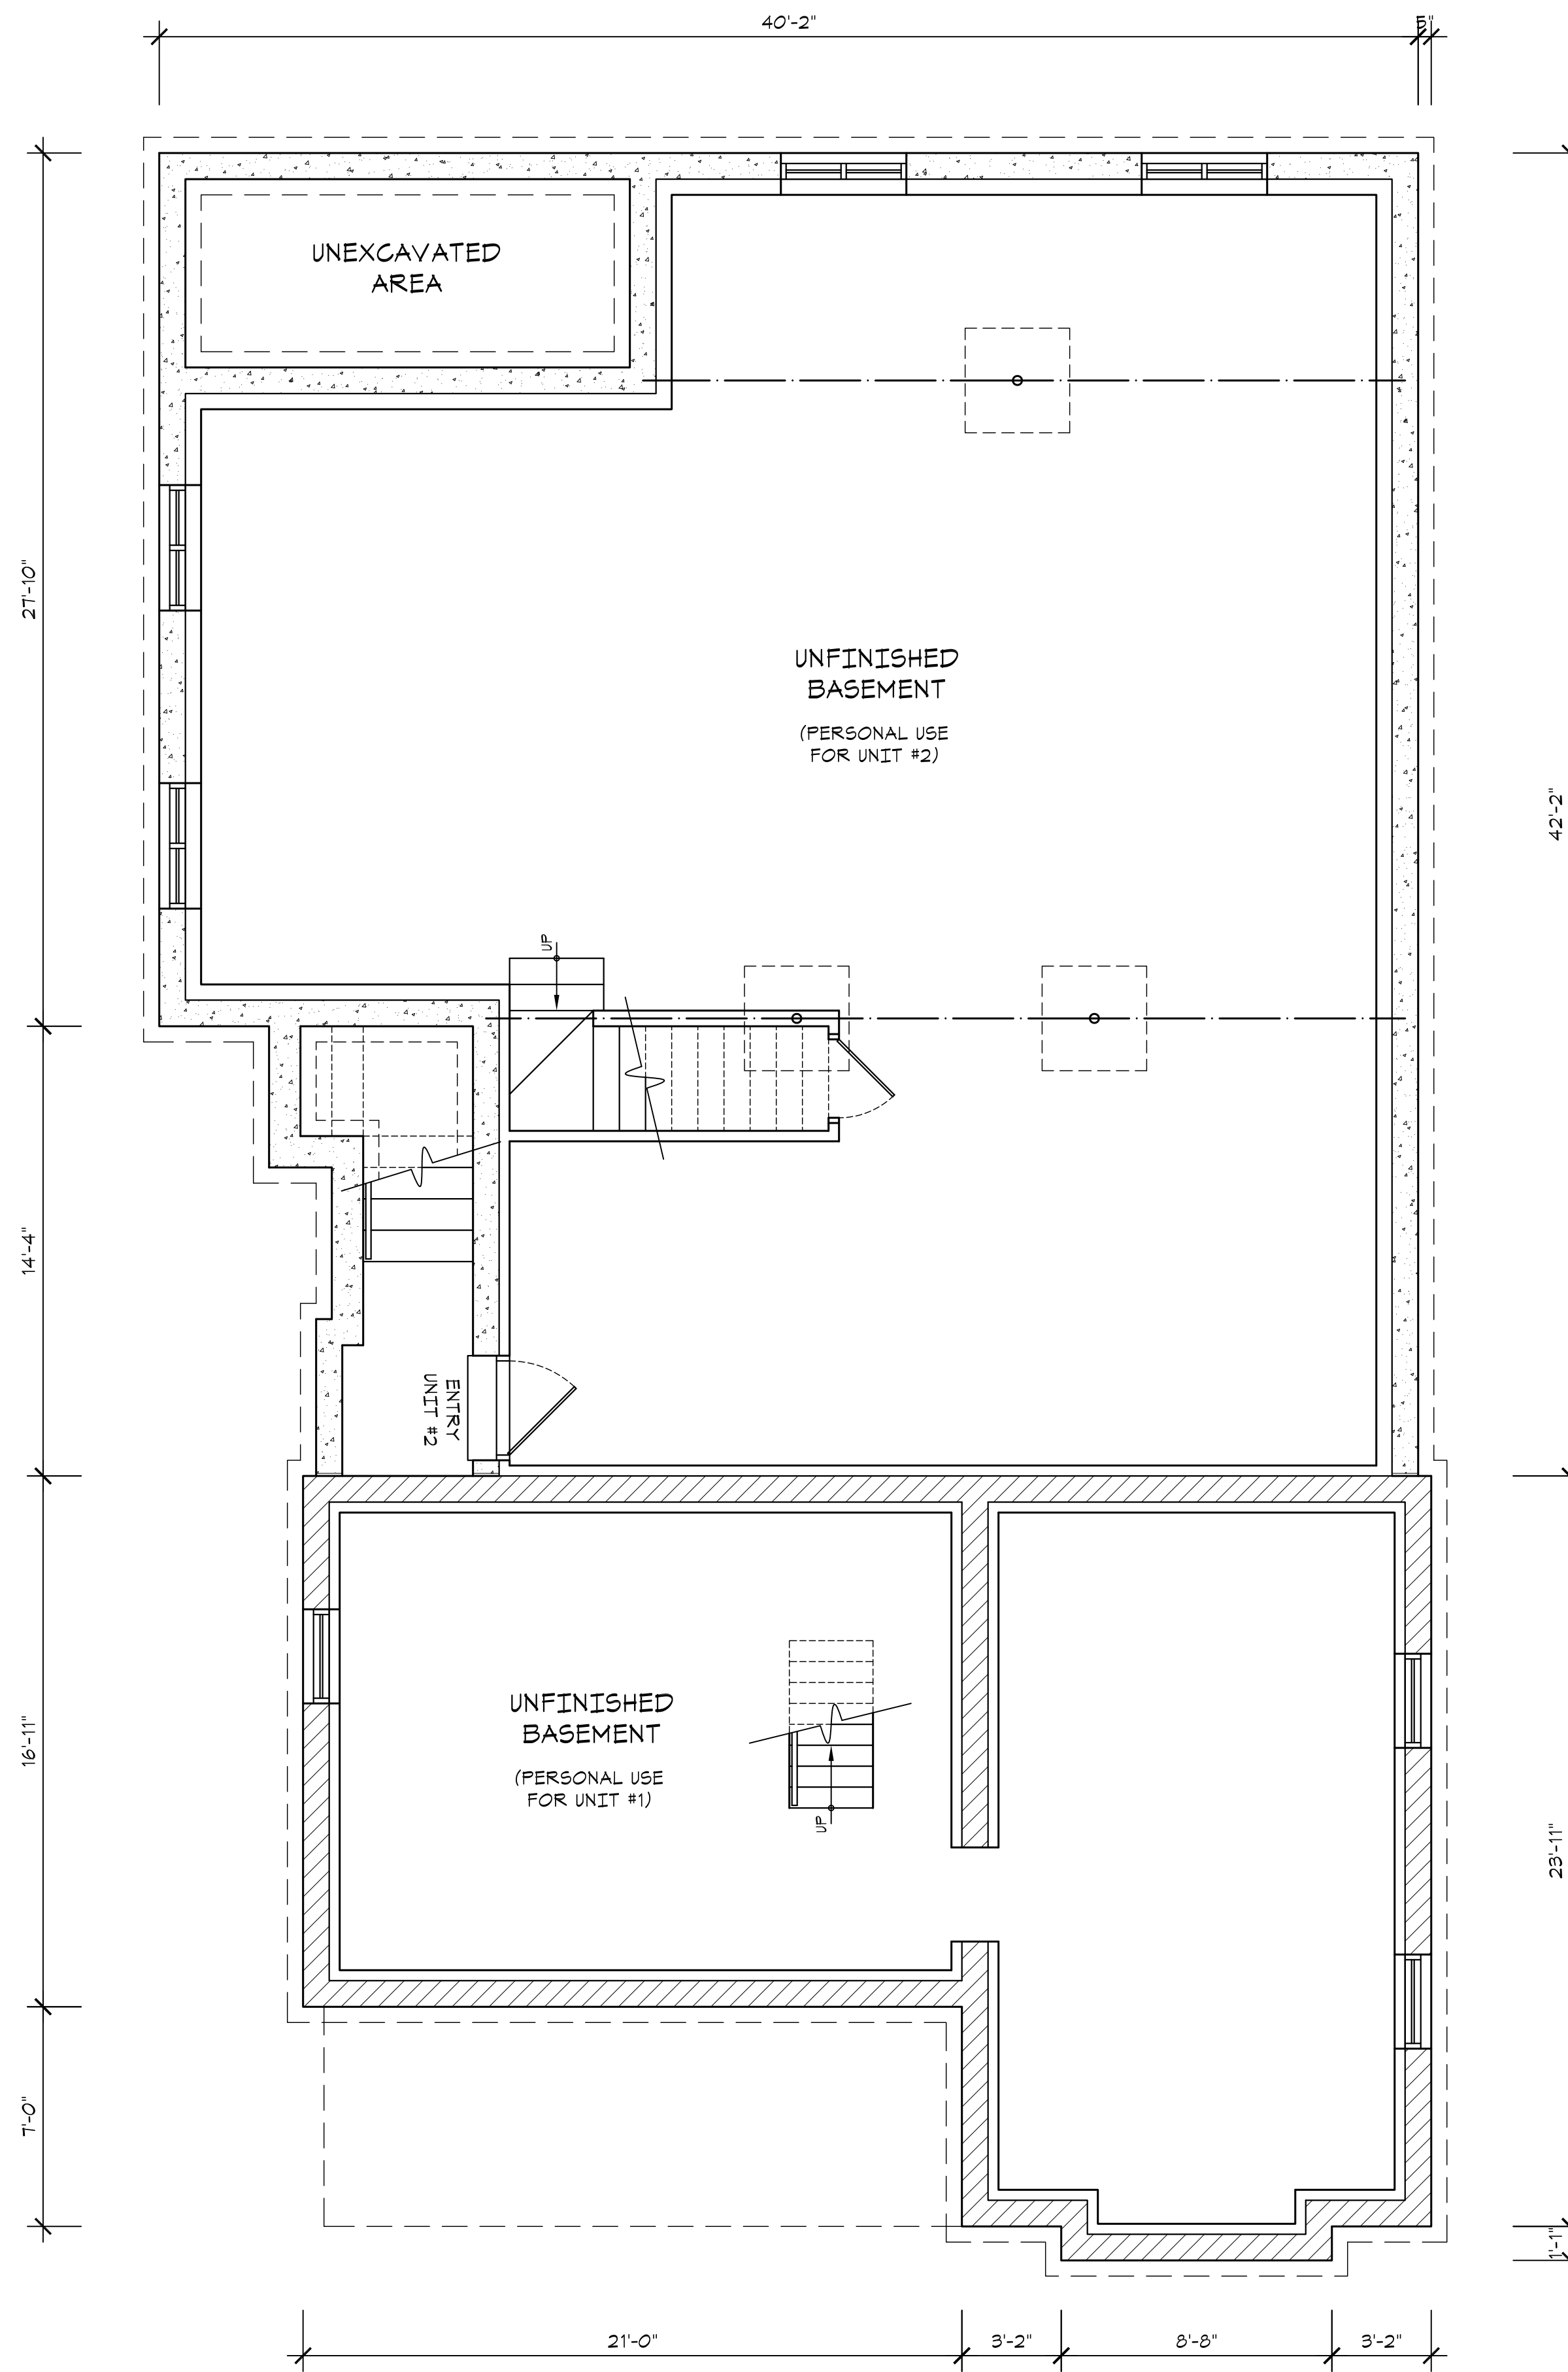 40'-2"
5"
UNEXCAVATED
AREA
27'-10"
UNFINISHED
BASEMENT
(PERSONAL USE
FOR UNIT #2)
42'-2"
UP
14'-4"
ENTRY
UNIT #2
UNFINISHED
BASEMENT
(PERSONAL USE
FOR UNIT #1)
UP
16'-11"
23'-11"
7'-0"
1'-1"
21'-0"
3'-2"
8'-8"
3'-2"